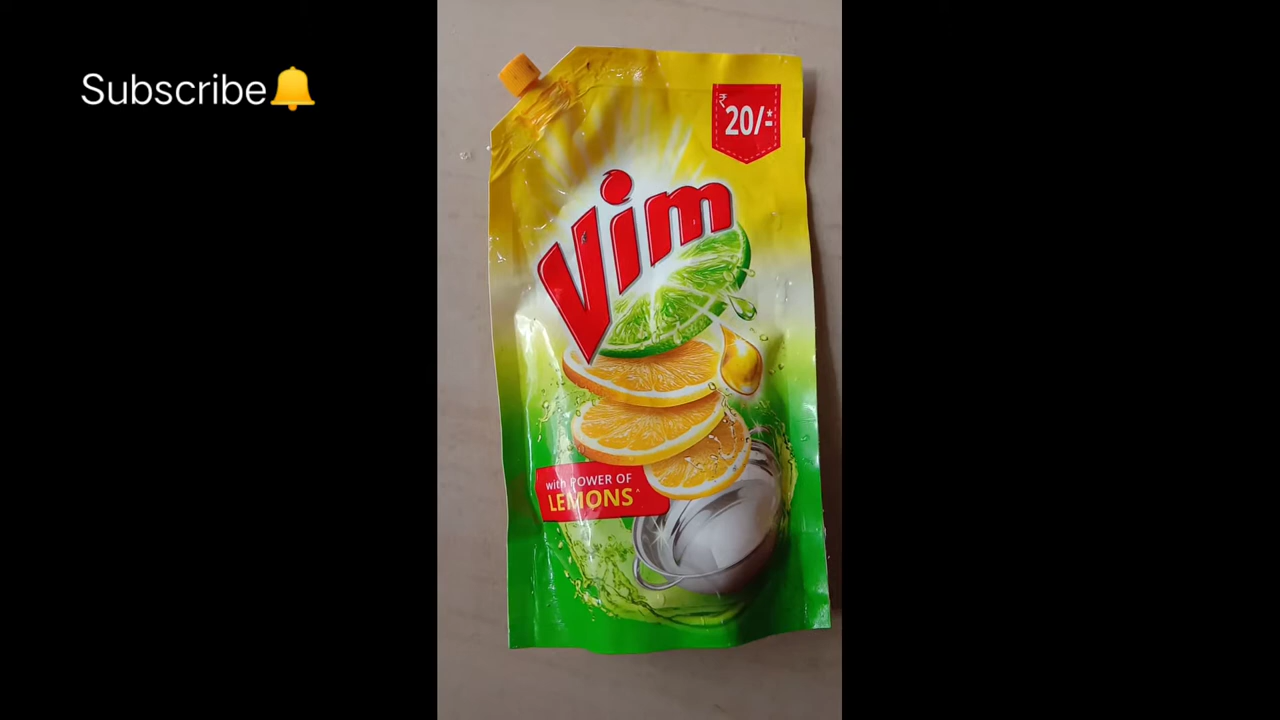 Subscribe🔔
₹
20/-*
Vim
with POWER OF
LEMONS^